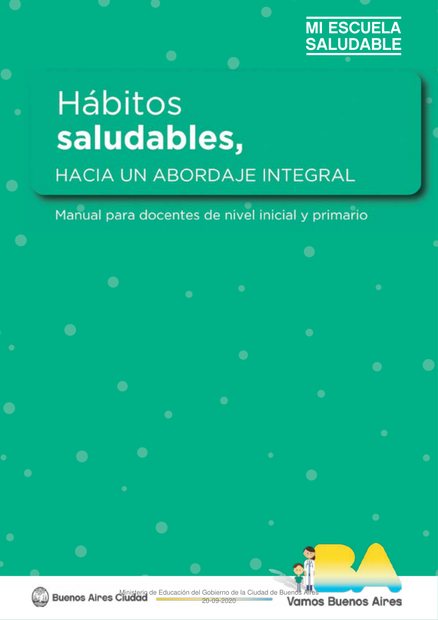 MI ESCUELA
SALUDABLE
Hábitos
saludables,
HACIA UN ABORDAJE INTEGRAL
Manual para docentes de nivel inicial y primario
BA
Ministerio de Educación del Gobierno de la Ciudad de Buenos Aires
20-09-2020
Buenos Aires Ciudad
Vamos Buenos Aires